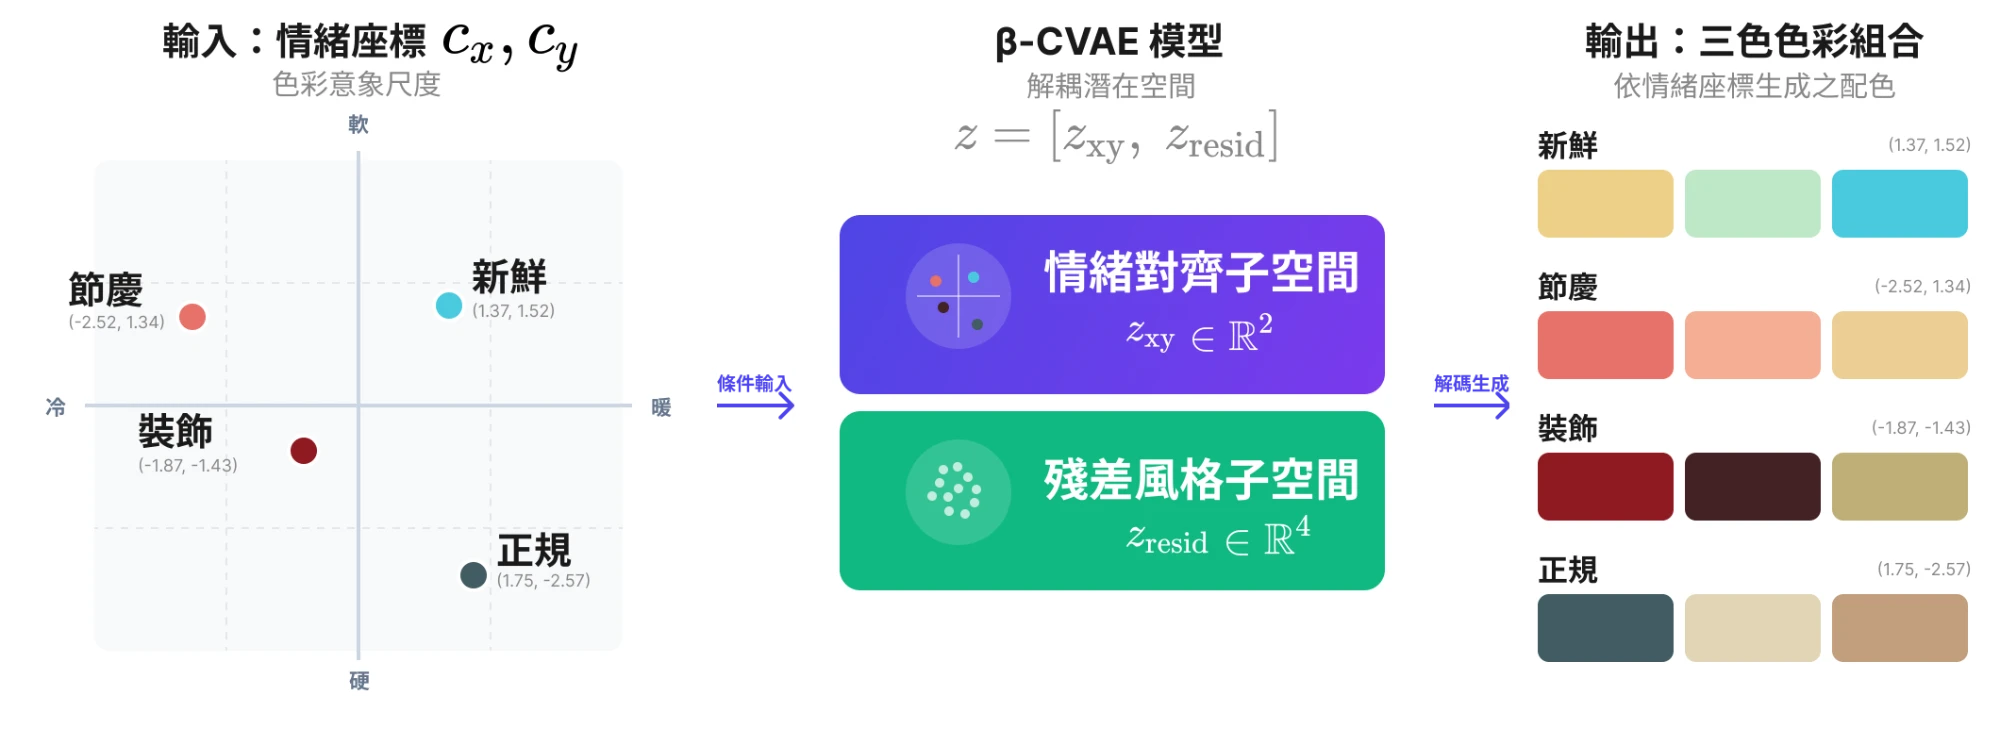 輸入：情緒座標 cₓ, c_y
色彩意象尺度
軟
節慶
(-2.52, 1.34)
新鮮
(1.37, 1.52)
冷
暖
裝飾
(-1.87, -1.43)
正規
(1.75, -2.57)
硬
條件輸入
β-CVAE 模型
解耦潛在空間
z = [z_xy, z_resid]
情緒對齊子空間
z_xy ∈ ℝ²
殘差風格子空間
z_resid ∈ ℝ⁴
解碼生成
輸出：三色色彩組合
依情緒座標生成之配色
新鮮 (1.37, 1.52)
節慶 (-2.52, 1.34)
裝飾 (-1.87, -1.43)
正規 (1.75, -2.57)